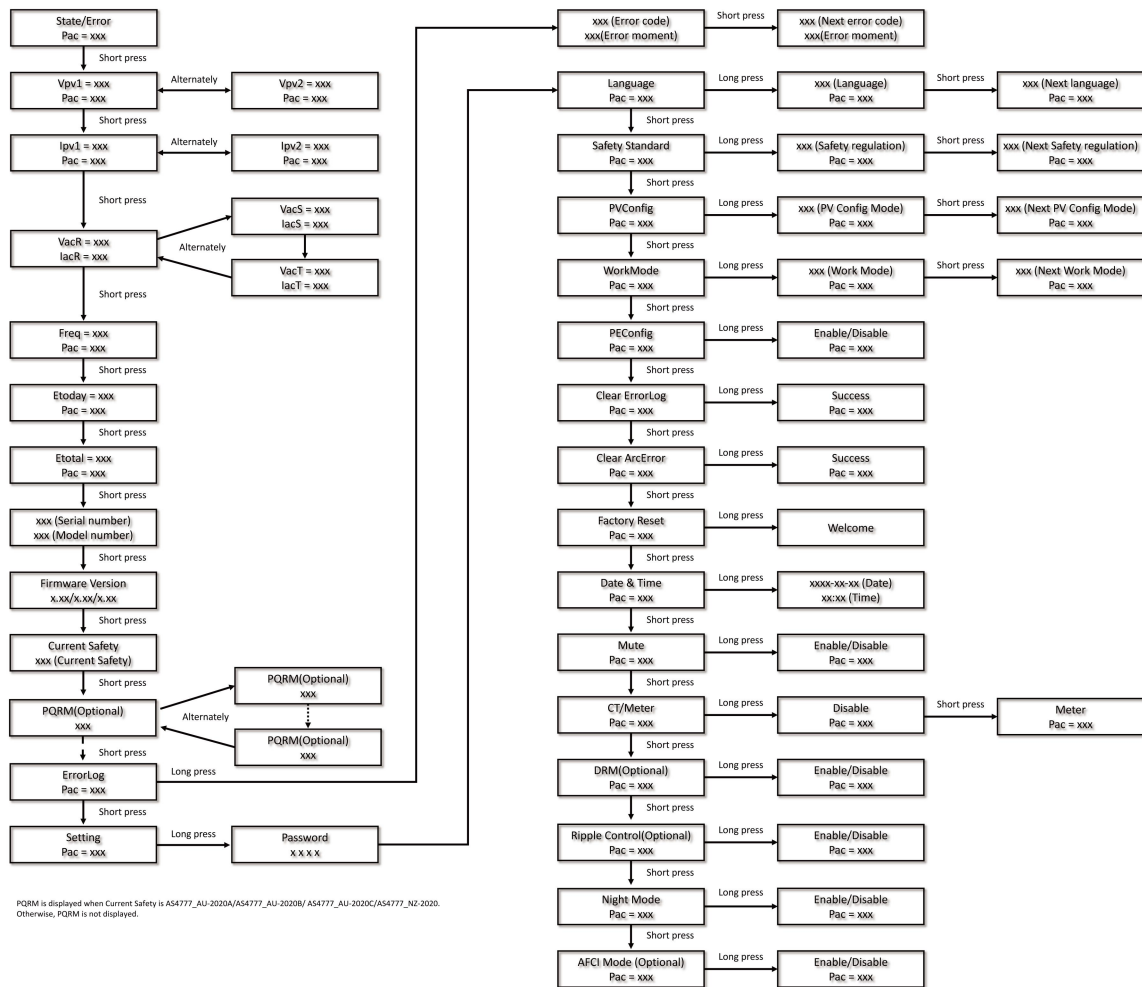 State/Error
Pac = xxx
Short press
Vpv1 = xxx
Pac = xxx
Alternately
Vpv2 = xxx
Pac = xxx
Short press
Ipv1 = xxx
Pac = xxx
Alternately
Ipv2 = xxx
Pac = xxx
Short press
VacR = xxx
IacR = xxx
Alternately
VacS = xxx
IacS = xxx
VacT = xxx
IacT = xxx
Short press
Freq = xxx
Pac = xxx
Short press
Etoday = xxx
Pac = xxx
Short press
Etotal = xxx
Pac = xxx
Short press
xxx (Serial number)
xxx (Model number)
Short press
Firmware Version
x.xx/x.xx/x.xx
Short press
Current Safety
xxx (Current Safety)
Short press
PQRM(Optional)
xxx
Alternately
PQRM(Optional)
xxx
PQRM(Optional)
xxx
Short press
ErrorLog
Pac = xxx
Long press
Short press
Setting
Pac = xxx
Long press
Password
x x x x
PQRM is displayed when Current Safety is AS4777_AU-2020A/AS4777_AU-2020B/ AS4777_AU-2020C/AS4777_NZ-2020.
Otherwise, PQRM is not displayed.
xxx (Error code)
xxx(Error moment)
Short press
xxx (Next error code)
xxx(Error moment)
Language
Pac = xxx
Long press
xxx (Language)
Pac = xxx
Short press
xxx (Next language)
Pac = xxx
Short press
Safety Standard
Pac = xxx
Long press
xxx (Safety regulation)
Pac = xxx
Short press
xxx (Next Safety regulation)
Pac = xxx
Short press
PVConfig
Pac = xxx
Long press
xxx (PV Config Mode)
Pac = xxx
Short press
xxx (Next PV Config Mode)
Pac = xxx
Short press
WorkMode
Pac = xxx
Long press
xxx (Work Mode)
Pac = xxx
Short press
xxx (Next Work Mode)
Pac = xxx
Short press
PEConfig
Pac = xxx
Long press
Enable/Disable
Pac = xxx
Short press
Clear ErrorLog
Pac = xxx
Long press
Success
Pac = xxx
Short press
Clear ArcError
Pac = xxx
Long press
Success
Pac = xxx
Short press
Factory Reset
Pac = xxx
Long press
Welcome
Short press
Date & Time
Pac = xxx
Long press
xxxx-xx-xx (Date)
xx:xx (Time)
Short press
Mute
Pac = xxx
Long press
Enable/Disable
Pac = xxx
Short press
CT/Meter
Pac = xxx
Long press
Disable
Pac = xxx
Short press
Meter
Pac = xxx
Short press
DRM(Optional)
Pac = xxx
Long press
Enable/Disable
Pac = xxx
Short press
Ripple Control(Optional)
Pac = xxx
Long press
Enable/Disable
Pac = xxx
Short press
Night Mode
Pac = xxx
Long press
Enable/Disable
Pac = xxx
Short press
AFCI Mode (Optional)
Pac = xxx
Long press
Enable/Disable
Pac = xxx